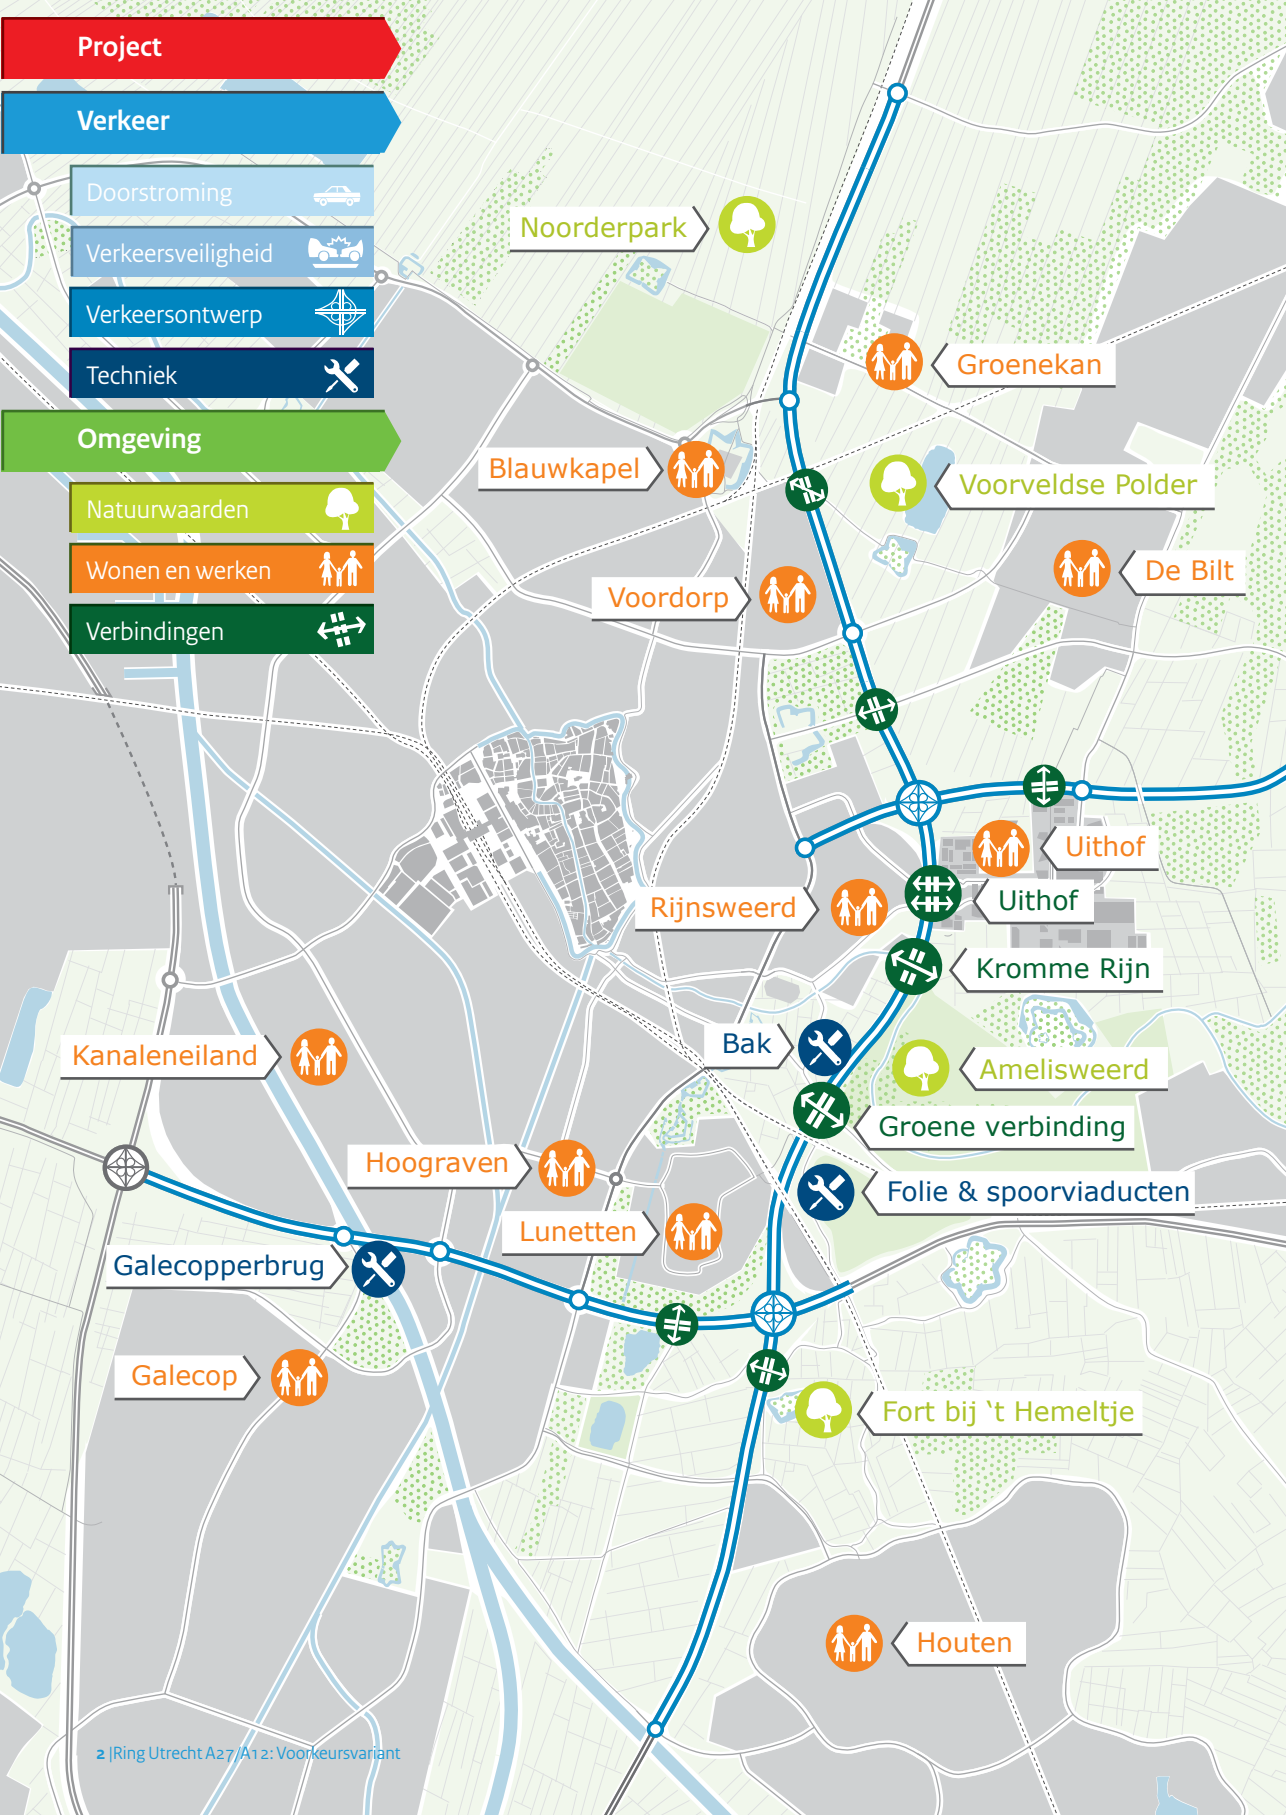 Project
Verkeer
Doorstroming
Verkeersveiligheid
Verkeersontwerp
Techniek
Omgeving
Natuurwaarden
Wonen en werken
Verbindingen
Noorderpark
Groenekan
Blauwkapel
Voorveldse Polder
De Bilt
Voordorp
Uithof
Rijnsweerd
Uithof
Kromme Rijn
Bak
Kanaleneiland
Amelisweerd
Groene verbinding
Hoograven
Folie & spoorviaducten
Lunetten
Galecopperbrug
Galecop
Fort bij ‘t Hemeltje
Houten
2 |Ring Utrecht A27/A12: Voorkeursvariant